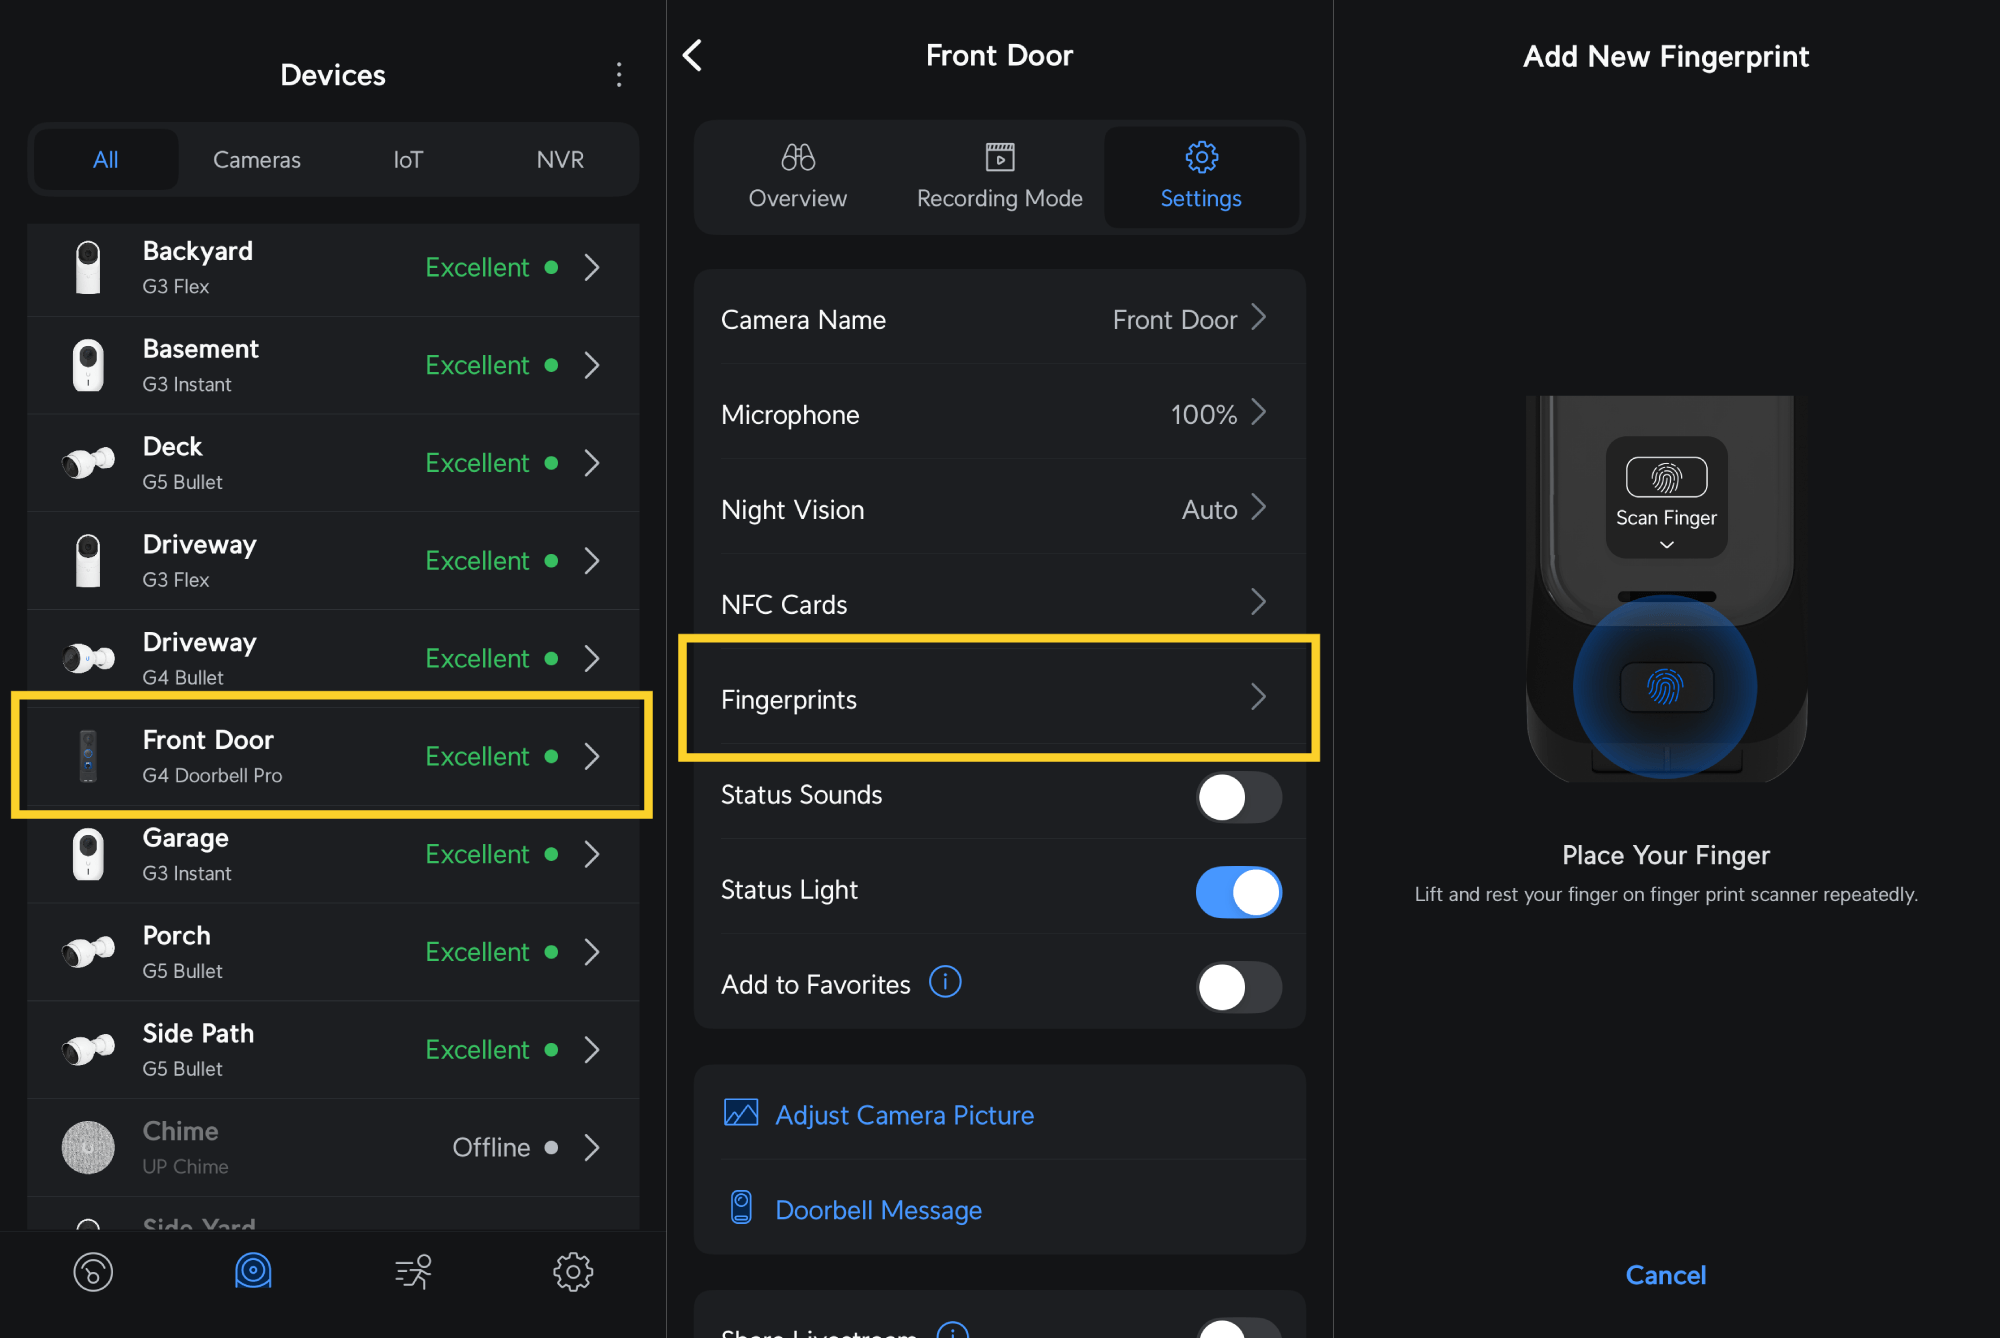 Devices
All
Cameras
IoT
NVR
Backyard
G3 Flex
Excellent
Basement
G3 Instant
Excellent
Deck
G5 Bullet
Excellent
Driveway
G3 Flex
Excellent
Driveway
G4 Bullet
Excellent
Front Door
G4 Doorbell Pro
Excellent
Garage
G3 Instant
Excellent
Porch
G5 Bullet
Excellent
Side Path
G5 Bullet
Excellent
Chime
UP Chime
Offline
Side Yard
Front Door
Overview
Recording Mode
Settings
Camera Name
Front Door
Microphone
100%
Night Vision
Auto
NFC Cards
Fingerprints
Status Sounds
Status Light
Add to Favorites
Adjust Camera Picture
Doorbell Message
Share Livestream
Add New Fingerprint
Scan Finger
Place Your Finger
Lift and rest your finger on finger print scanner repeatedly.
Cancel